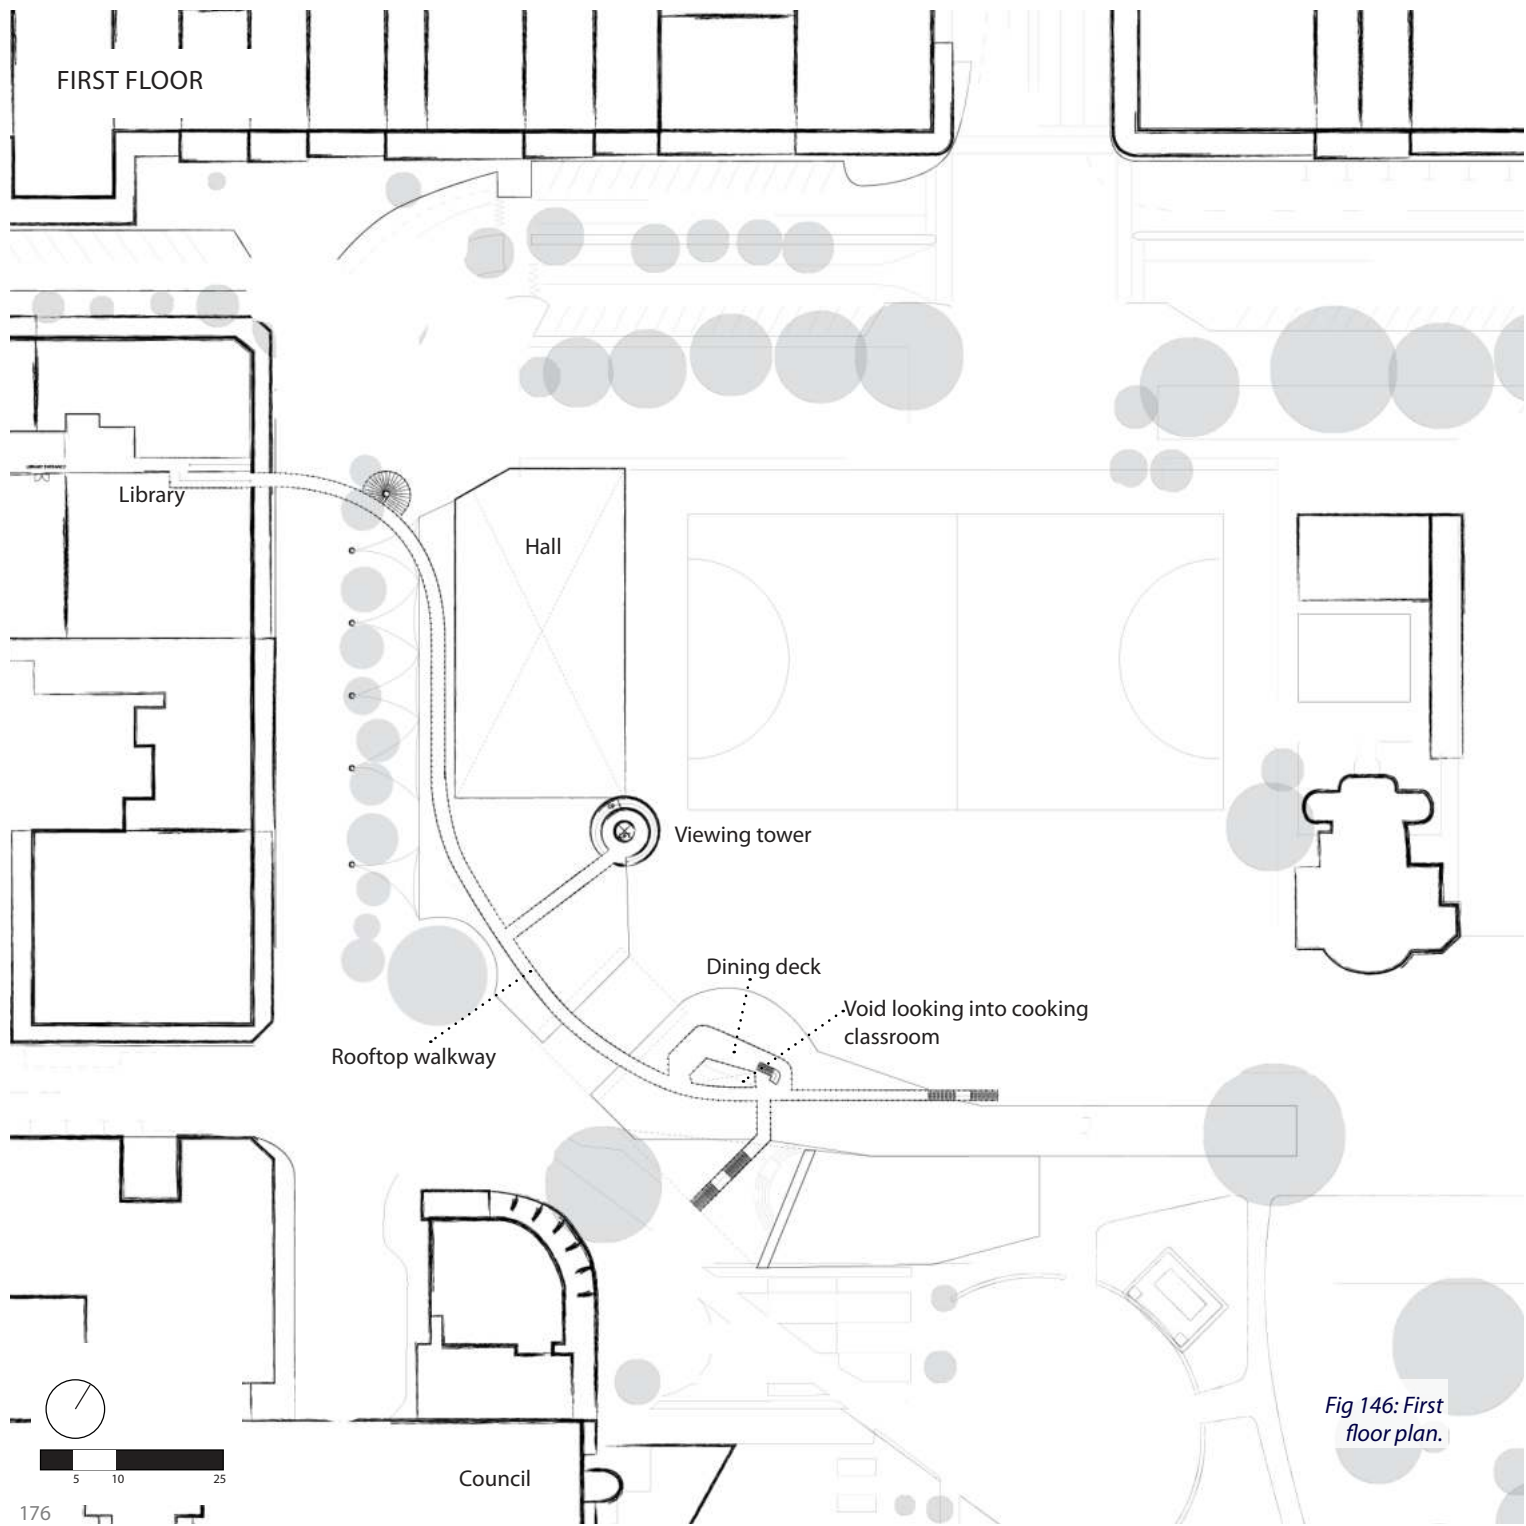 FIRST FLOOR
Library
Hall
Viewing tower
Dining deck
Void looking into cooking
classroom
Rooftop walkway
Fig 146: First
floor plan.
5 10 25
Council
176